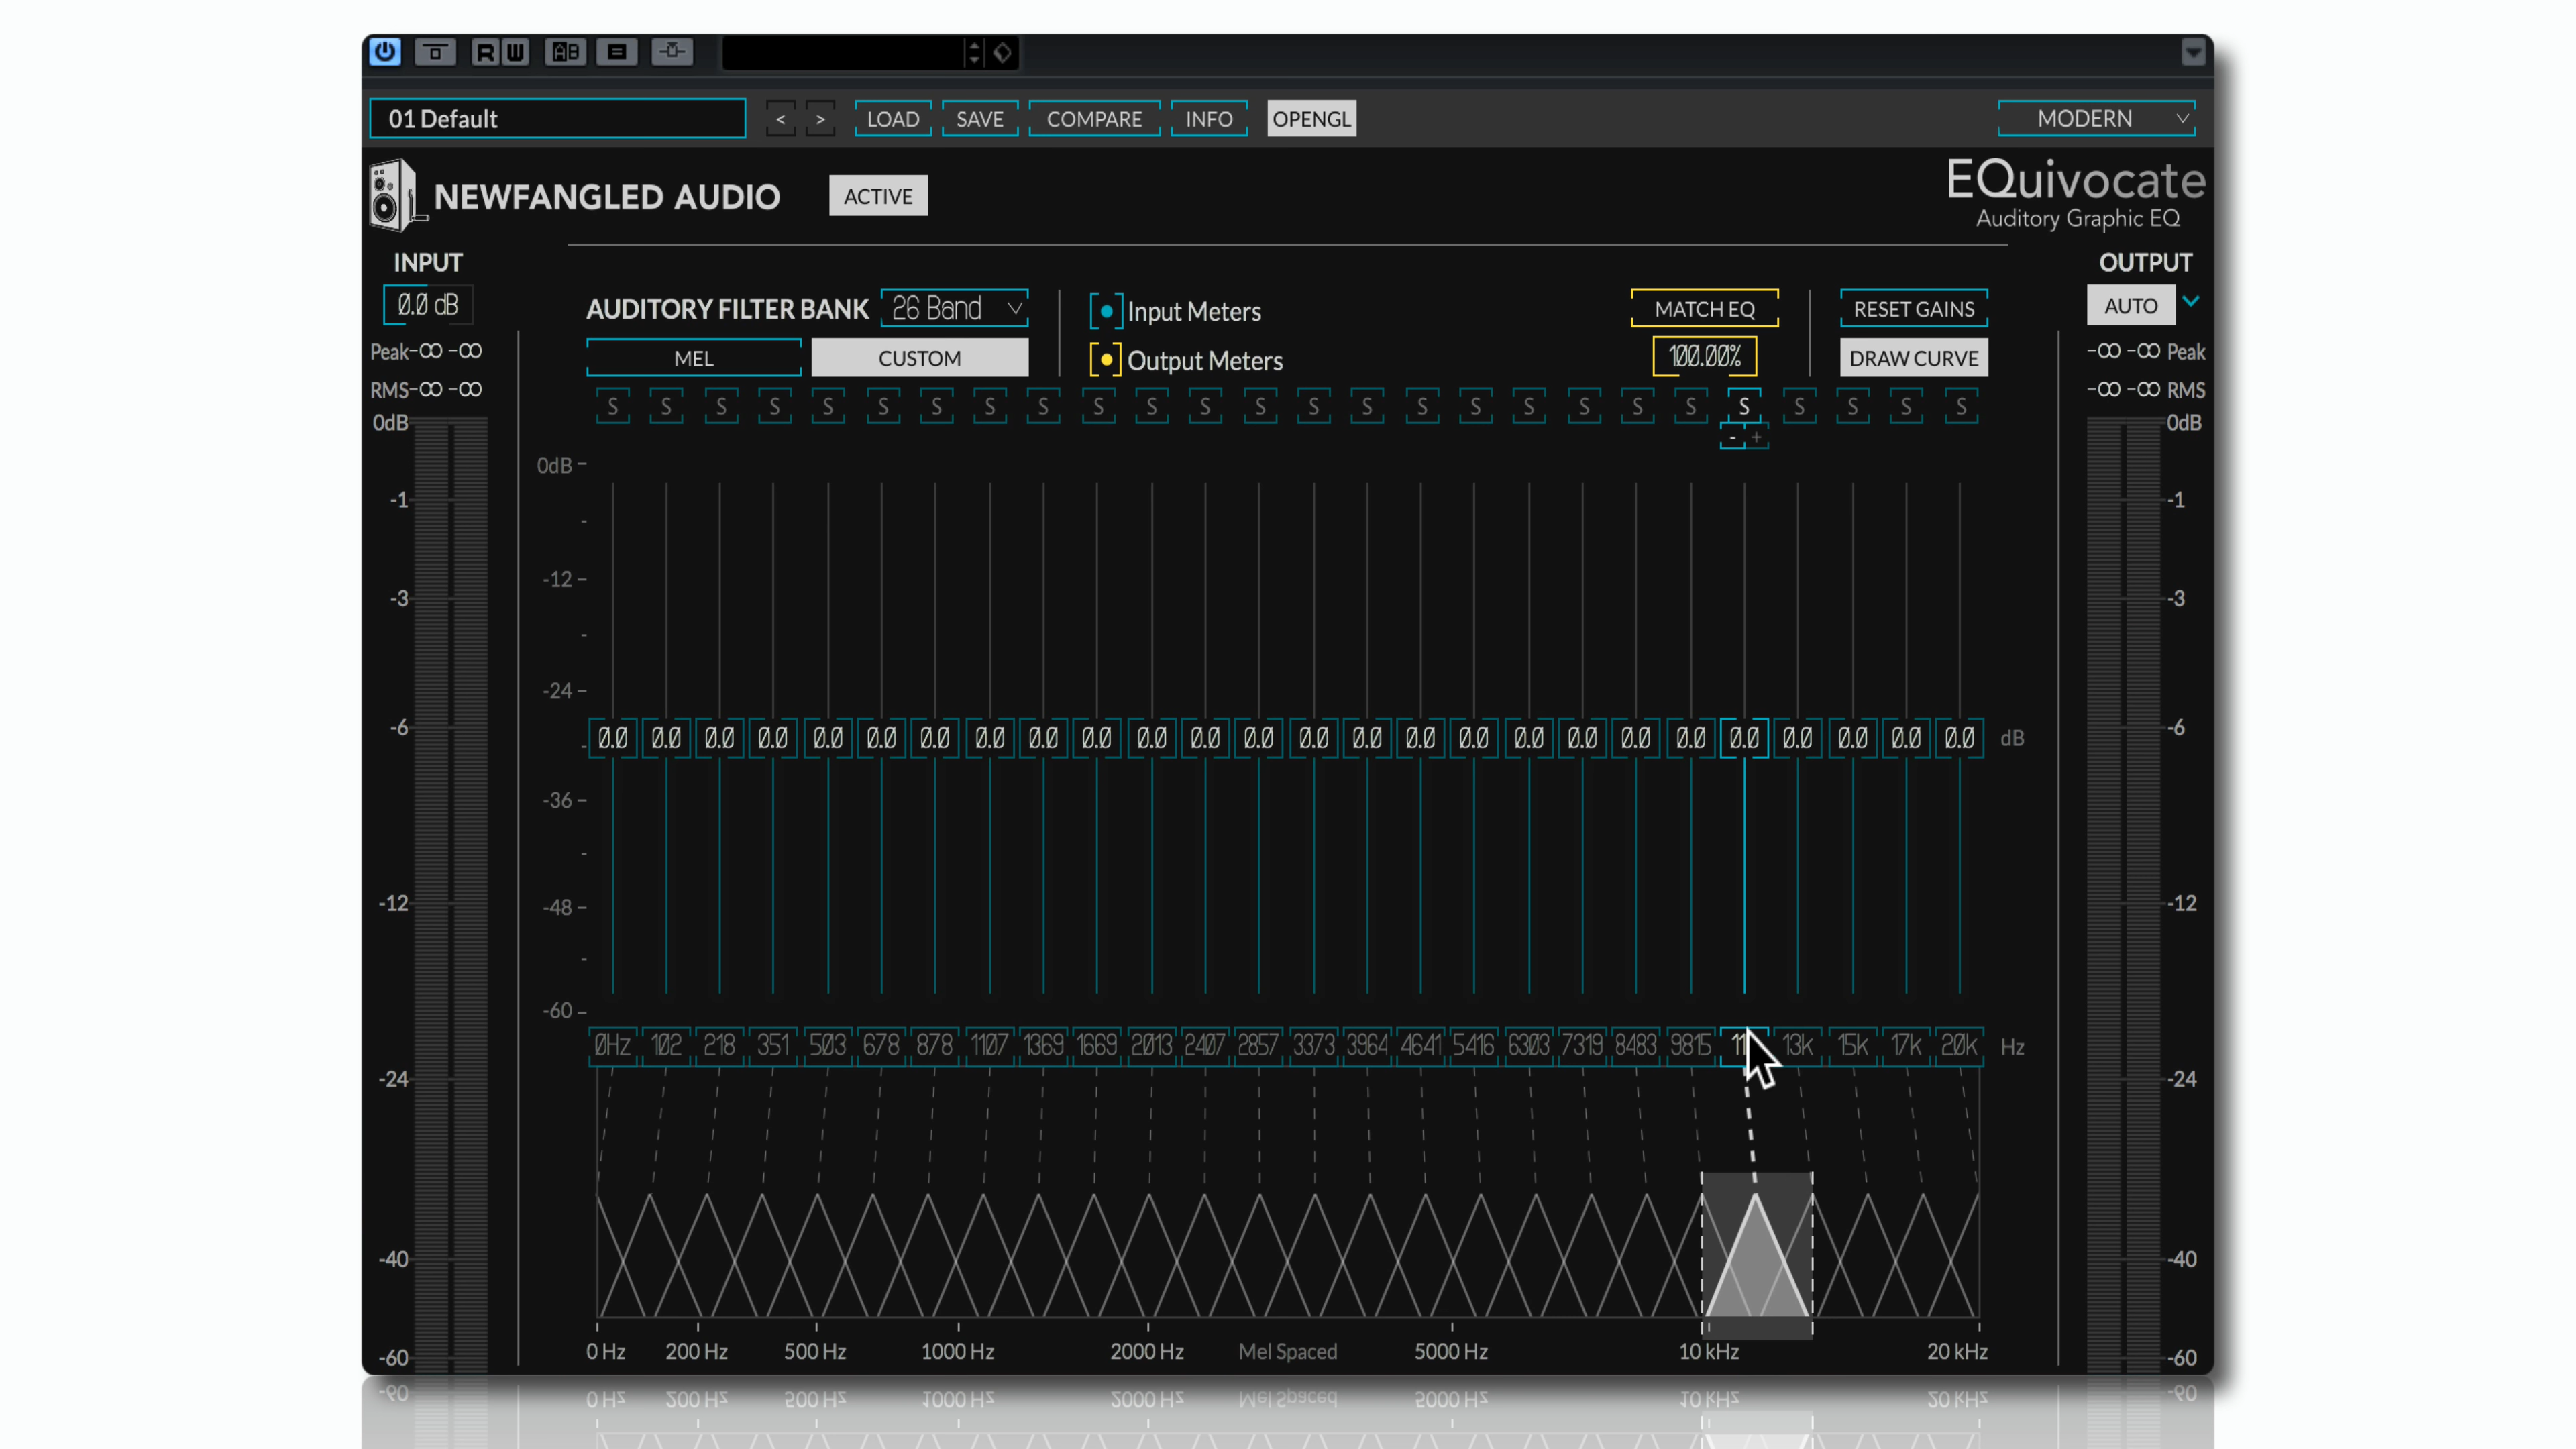 R W AB
01 Default < > LOAD SAVE COMPARE INFO OPENGL MODERN
NEWFANGLED AUDIO ACTIVE
EQuivocate
Auditory Graphic EQ
INPUT
0.0 dB
Peak -∞ -∞
RMS -∞ -∞
0dB
-1
-3
-6
-12
-24
-40
-60
AUDITORY FILTER BANK 26 Band
MEL CUSTOM
Input Meters
Output Meters
MATCH EQ
100.00%
RESET GAINS
DRAW CURVE
S S S S S S S S S S S S S S S S S S S S S S S S S S
- +
0dB
-12
-24
0.0 0.0 0.0 0.0 0.0 0.0 0.0 0.0 0.0 0.0 0.0 0.0 0.0 0.0 0.0 0.0 0.0 0.0 0.0 0.0 0.0 0.0 0.0 0.0 0.0 0.0 dB
-36
-48
-60
0Hz 102 218 351 503 678 878 1107 1369 1669 2013 2407 2857 3373 3964 4641 5416 6303 7319 8483 9815 13k 15k 17k 20k Hz
0 Hz 200 Hz 500 Hz 1000 Hz 2000 Hz Mel Spaced 5000 Hz 10 kHz 20 kHz
OUTPUT
AUTO
-∞ -∞ Peak
-∞ -∞ RMS
0dB
-1
-3
-6
-12
-24
-40
-60